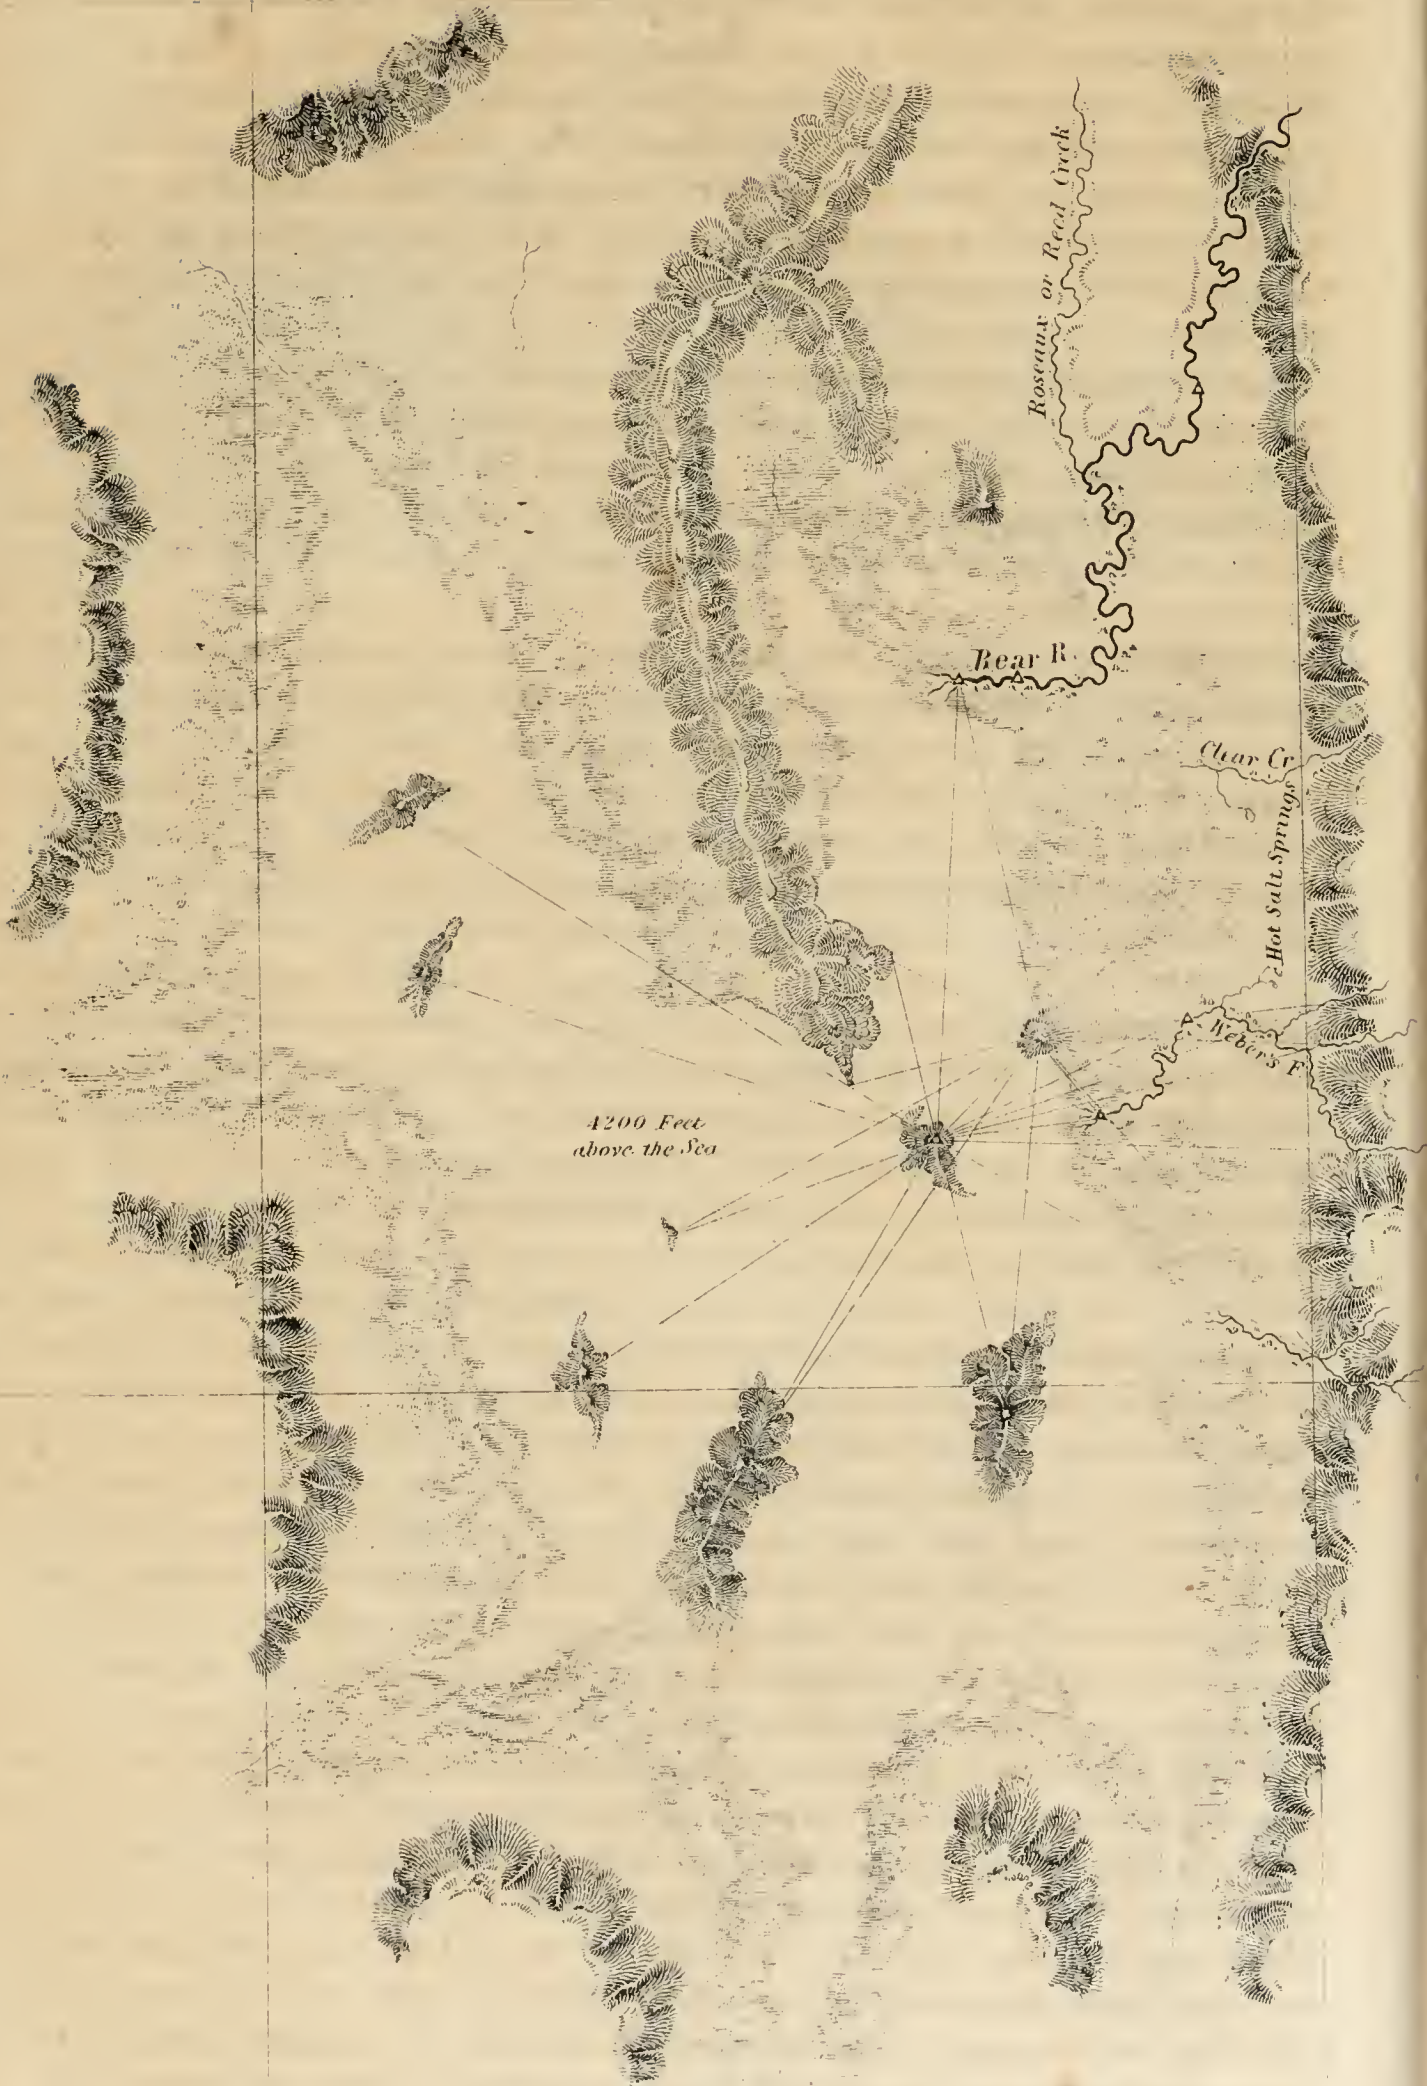 Roseaux or Reed Creek
Bear R.
Clear Cr.
Hot Salt Springs
Weber's F.
4200 Feet
above the Sea